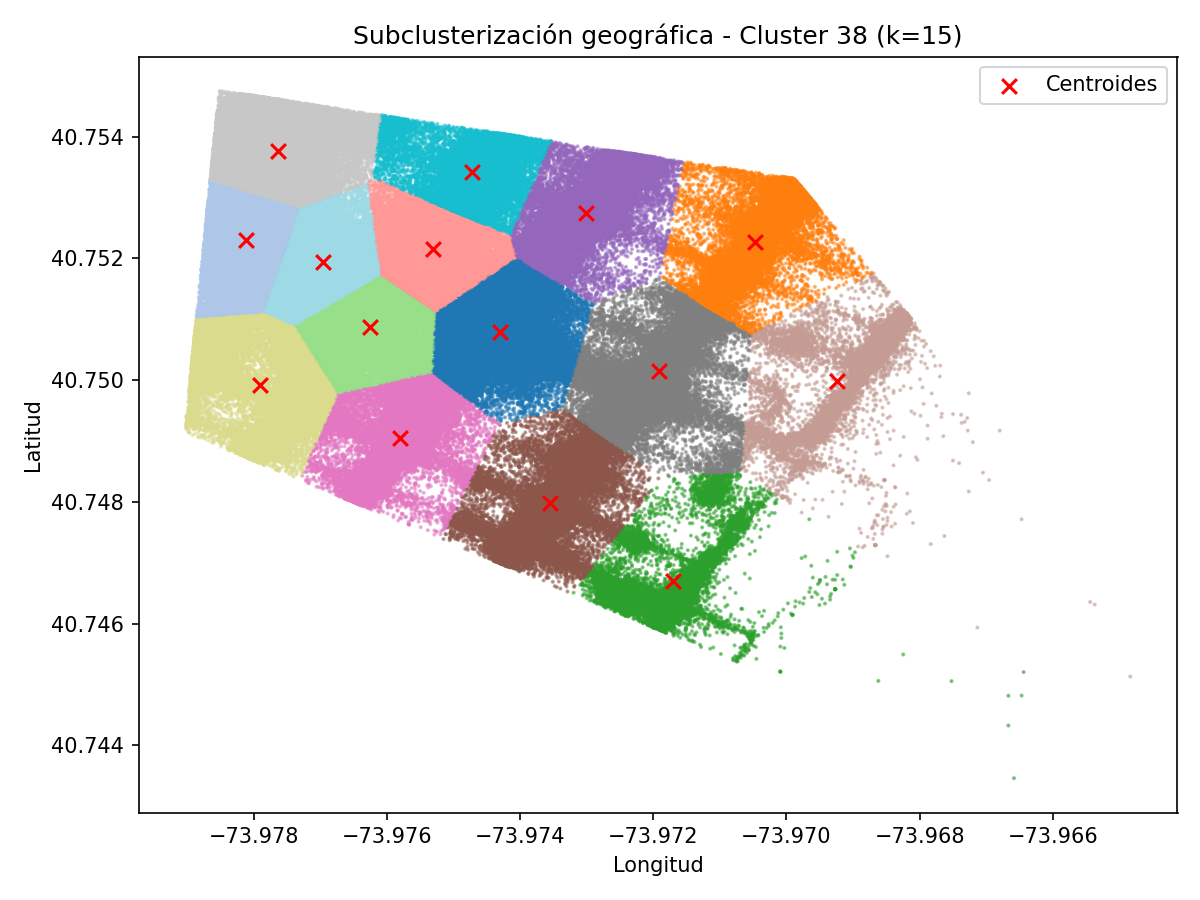 Subclusterización geográfica - Cluster 38 (k=15)
Centroides
40.754
40.752
40.750
40.748
40.746
40.744
Latitud
−73.978 −73.976 −73.974 −73.972 −73.970 −73.968 −73.966
Longitud